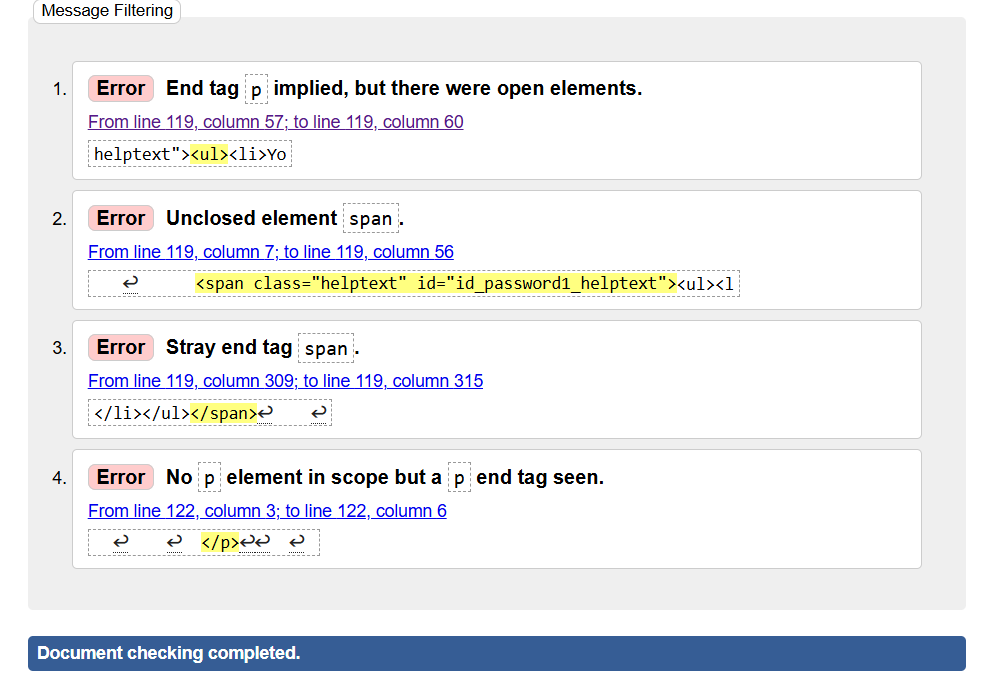 Message Filtering
1. Error End tag p implied, but there were open elements.
From line 119, column 57; to line 119, column 60
helptext"><ul><li>Yo
2. Error Unclosed element span.
From line 119, column 7; to line 119, column 56
↩ <span class="helptext" id="id_password1_helptext"><ul><l
3. Error Stray end tag span.
From line 119, column 309; to line 119, column 315
</li></ul></span>↩ ↩
4. Error No p element in scope but a p end tag seen.
From line 122, column 3; to line 122, column 6
↩ ↩ </p>↩↩ ↩
Document checking completed.